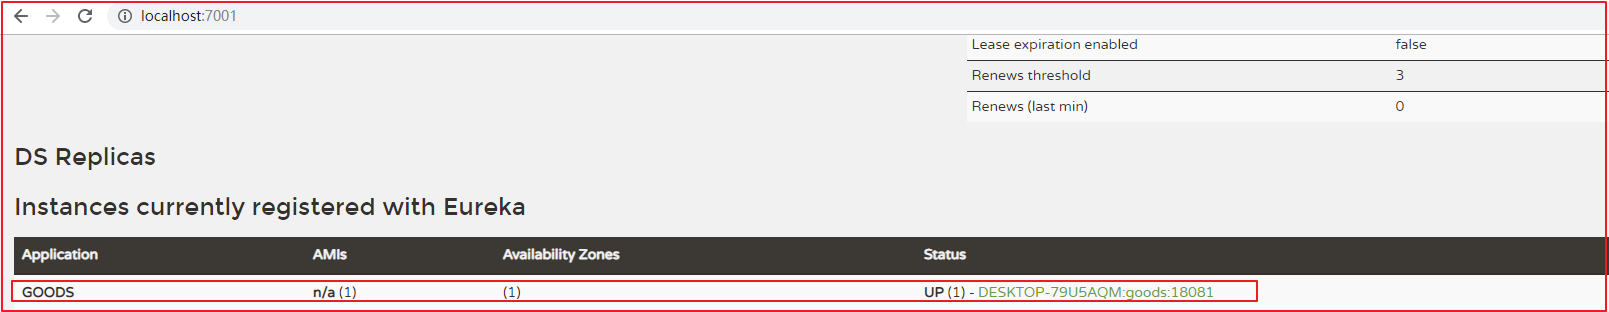 localhost:7001
Lease expiration enabled false
Renews threshold 3
Renews (last min) 0
DS Replicas
Instances currently registered with Eureka
Application AMIs Availability Zones Status
GOODS n/a (1) (1) UP (1) - DESKTOP-79U5AQM:goods:18081